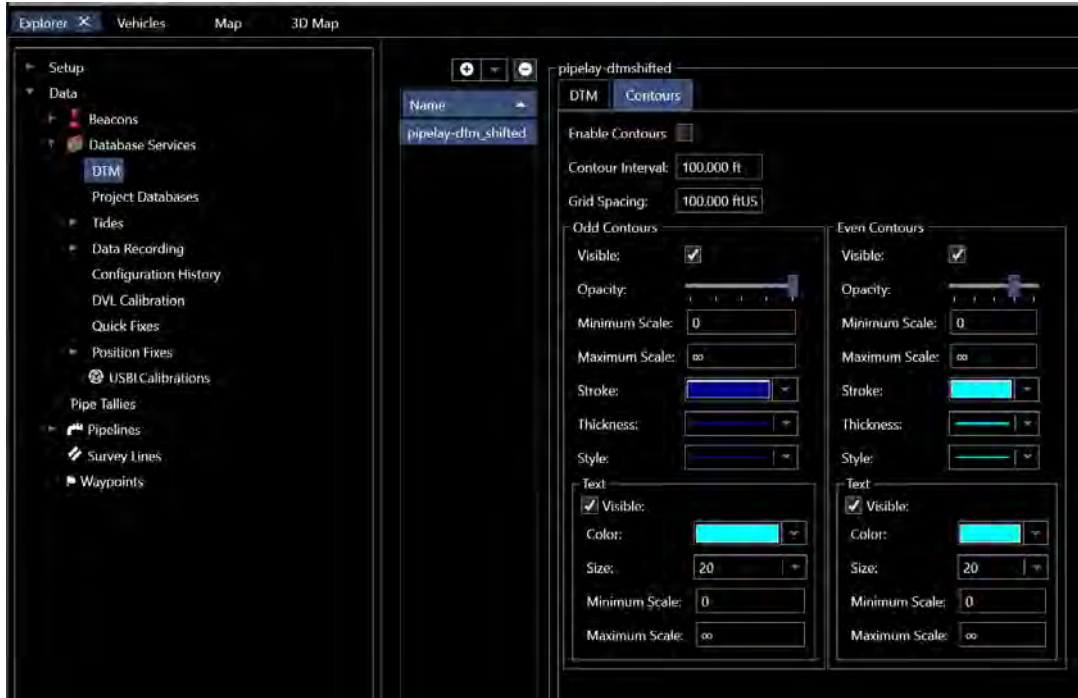 Explorer Vehicles Map 3D Map
Setup
Data
Beacons
Database Services
DTM
Project Databases
Tides
Data Recording
Configuration History
DVL Calibration
Quick Fixes
Position Fixes
USBL Calibrations
Pipe Tallies
Pipelines
Survey Lines
Waypoints
Name
pipelay-dtm_shifted
pipelay-dtmshifted
DTM Contours
Enable Contours
Contour Interval: 100.000 ft
Grid Spacing: 100.000 ftUS
Odd Contours
Visible:
Opacity:
Minimum Scale: 0
Maximum Scale: ∞
Stroke:
Thickness:
Style:
Text
Visible:
Color:
Size: 20
Minimum Scale: 0
Maximum Scale: ∞
Even Contours
Visible:
Opacity:
Minimum Scale: 0
Maximum Scale: ∞
Stroke:
Thickness:
Style:
Text
Visible:
Color:
Size: 20
Minimum Scale: 0
Maximum Scale: ∞